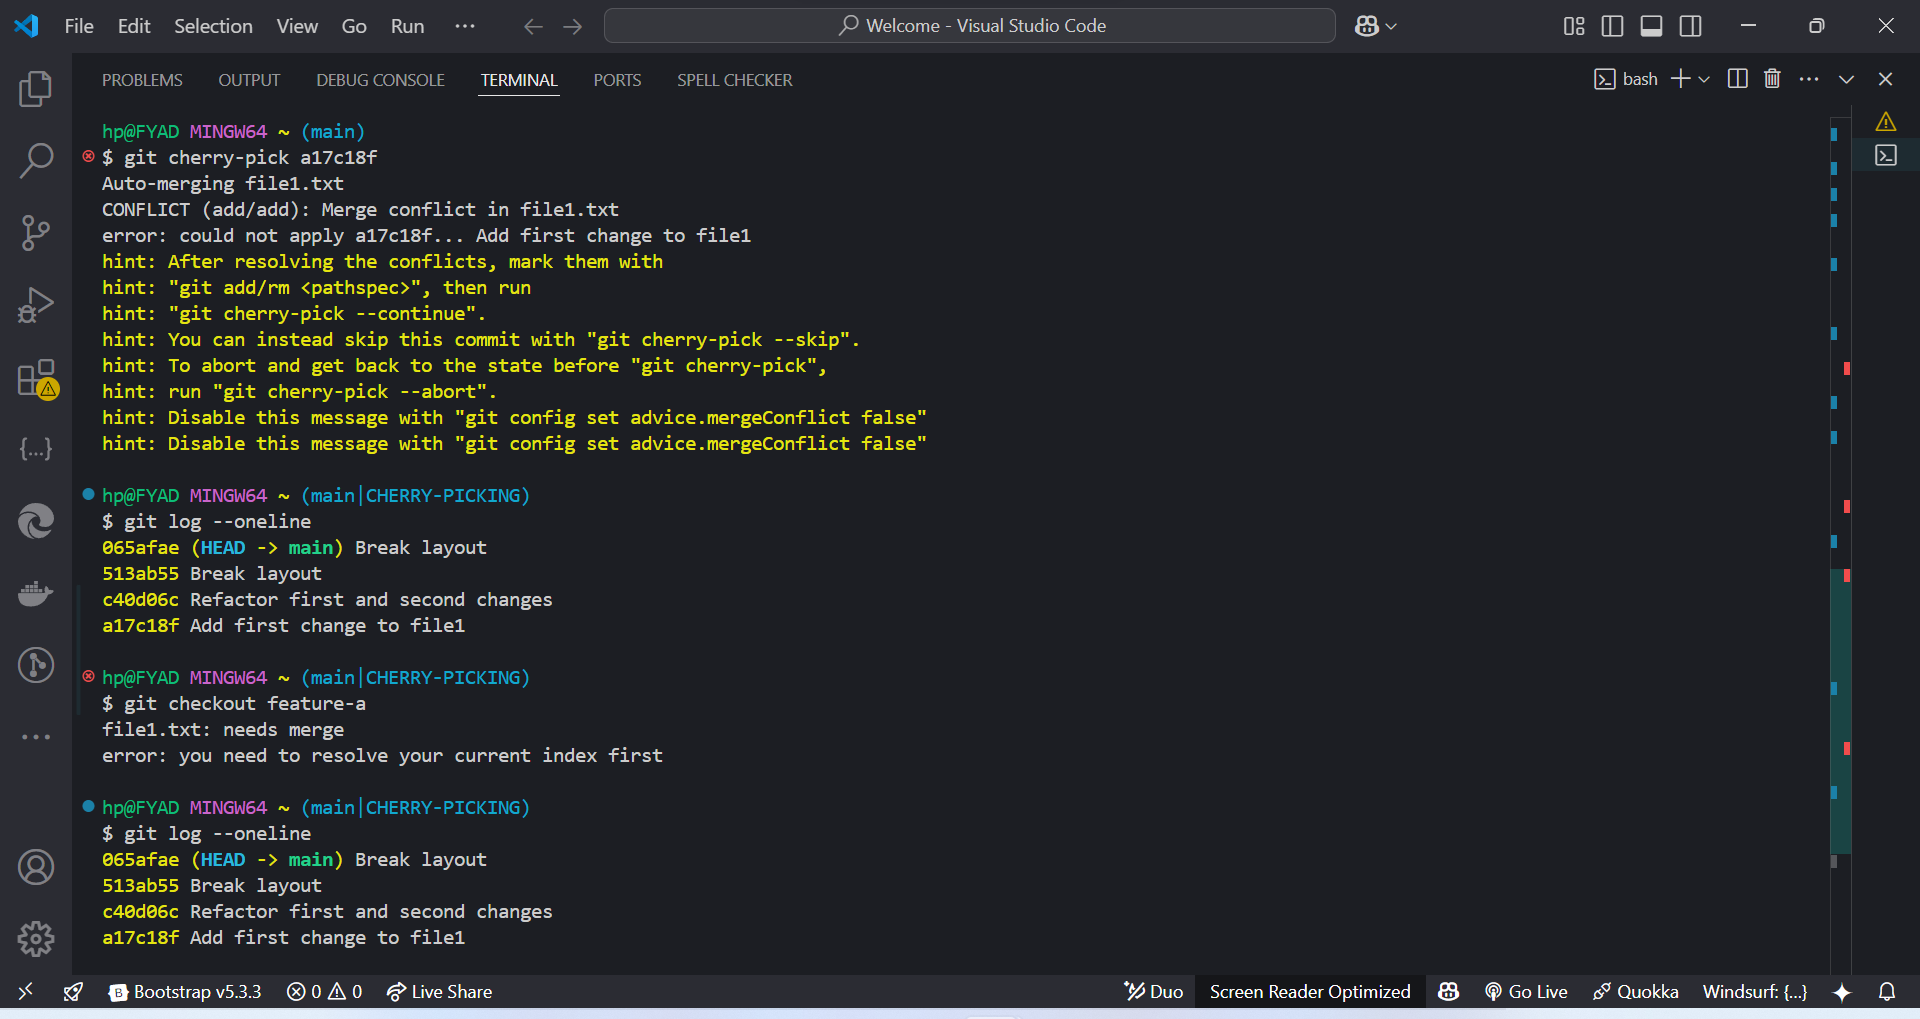 File Edit Selection View Go Run ··· Welcome - Visual Studio Code
PROBLEMS OUTPUT DEBUG CONSOLE TERMINAL PORTS SPELL CHECKER bash
hp@FYAD MINGW64 ~ (main)
$ git cherry-pick a17c18f
Auto-merging file1.txt
CONFLICT (add/add): Merge conflict in file1.txt
error: could not apply a17c18f... Add first change to file1
hint: After resolving the conflicts, mark them with
hint: "git add/rm <pathspec>", then run
hint: "git cherry-pick --continue".
hint: You can instead skip this commit with "git cherry-pick --skip".
hint: To abort and get back to the state before "git cherry-pick",
hint: run "git cherry-pick --abort".
hint: Disable this message with "git config set advice.mergeConflict false"
hint: Disable this message with "git config set advice.mergeConflict false"
hp@FYAD MINGW64 ~ (main|CHERRY-PICKING)
$ git log --oneline
065afae (HEAD -> main) Break layout
513ab55 Break layout
c40d06c Refactor first and second changes
a17c18f Add first change to file1
hp@FYAD MINGW64 ~ (main|CHERRY-PICKING)
$ git checkout feature-a
file1.txt: needs merge
error: you need to resolve your current index first
hp@FYAD MINGW64 ~ (main|CHERRY-PICKING)
$ git log --oneline
065afae (HEAD -> main) Break layout
513ab55 Break layout
c40d06c Refactor first and second changes
a17c18f Add first change to file1
B Bootstrap v5.3.3 0 0 Live Share Duo Screen Reader Optimized Go Live Quokka Windsurf: {...}